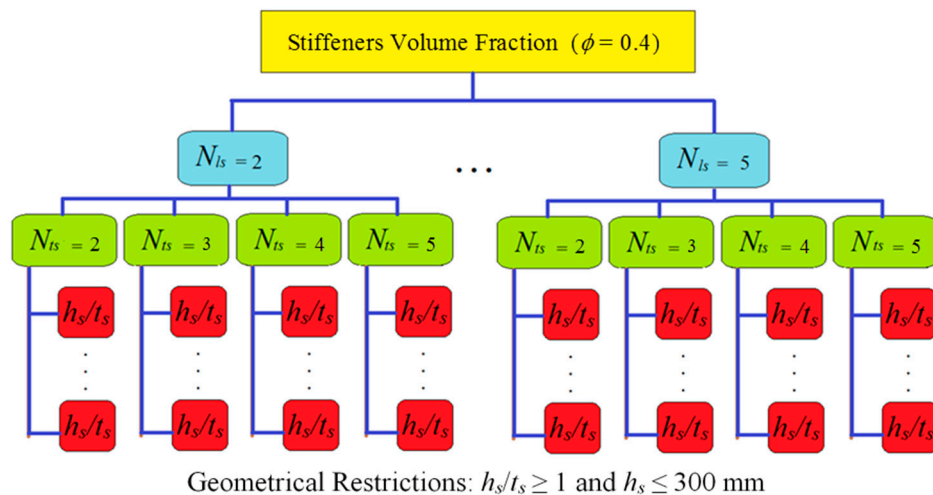 Stiffeners Volume Fraction (ϕ = 0.4)
N_ls = 2 ... N_ls = 5
N_ts = 2 N_ts = 3 N_ts = 4 N_ts = 5 N_ts = 2 N_ts = 3 N_ts = 4 N_ts = 5
h_s/t_s h_s/t_s h_s/t_s h_s/t_s h_s/t_s h_s/t_s h_s/t_s h_s/t_s
h_s/t_s h_s/t_s h_s/t_s h_s/t_s h_s/t_s h_s/t_s h_s/t_s h_s/t_s
Geometrical Restrictions: h_s/t_s ≥ 1 and h_s ≤ 300 mm